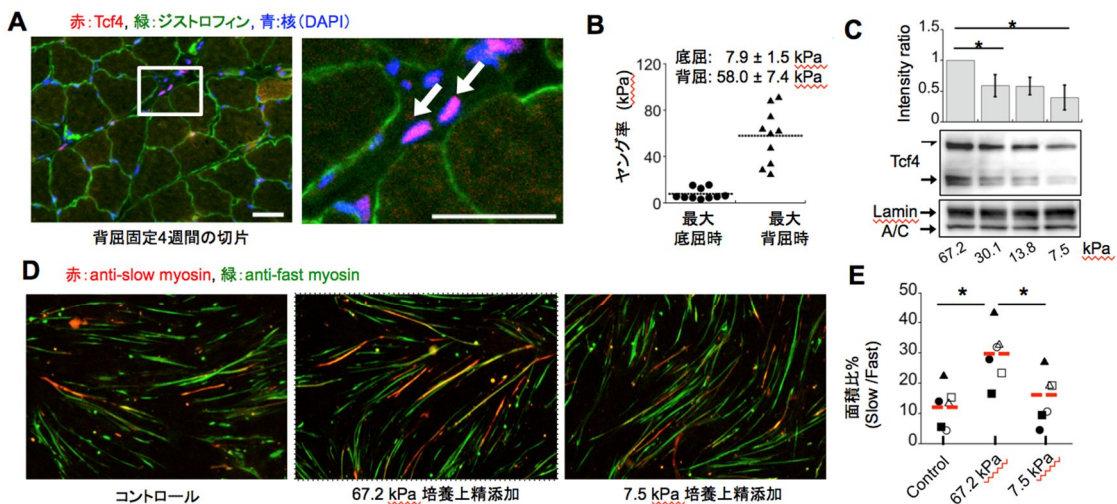 A
赤:Tcf4, 緑:ジストロフィン, 青:核(DAPI)
背屈固定4週間の切片
B
底屈: 7.9 ± 1.5 kPa
背屈: 58.0 ± 7.4 kPa
ヤング率 (kPa)
120
80
40
0
最大
底屈時
最大
背屈時
C
Intensity ratio
1
0.5
0
*
*
Tcf4
Lamin
A/C
67.2
30.1
13.8
7.5
kPa
D
赤:anti-slow myosin, 緑:anti-fast myosin
コントロール
67.2 kPa 培養上精添加
7.5 kPa 培養上精添加
E
面積比%
(Slow /Fast)
50
40
30
20
10
0
*
*
Control
67.2 kPa
7.5 kPa